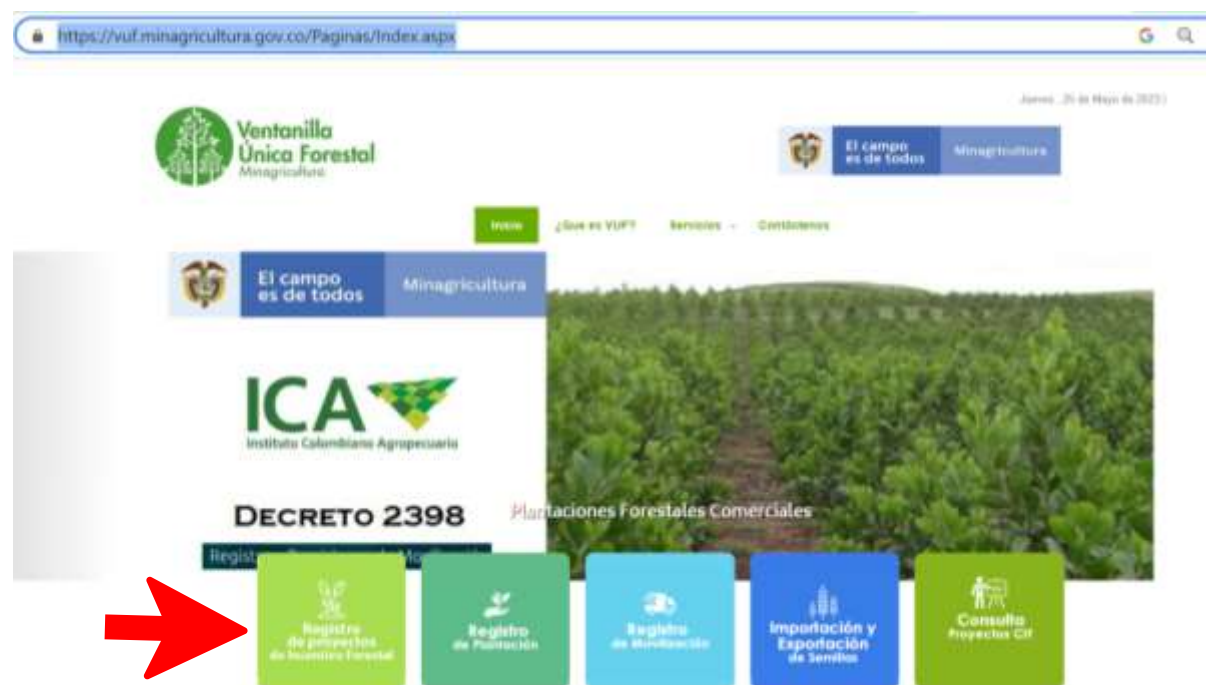 https://vuf.minagricultura.gov.co/Paginas/Index.aspx
Ventanilla
Única Forestal
Minagricultura
El campo
es de todos
Minagricultura
Inicio
¿Que es VUF?
Servicios
Contáctenos
El campo
es de todos
Minagricultura
ICA
Instituto Colombiano Agropecuario
DECRETO 2398
Plantaciones Forestales Comerciales
Registro
de proyectos
de Incentivo Forestal
Registro
de Plantación
Registro
de Movilización
Importación y
Exportación
de Semillas
Consulta
Proyectos CIF